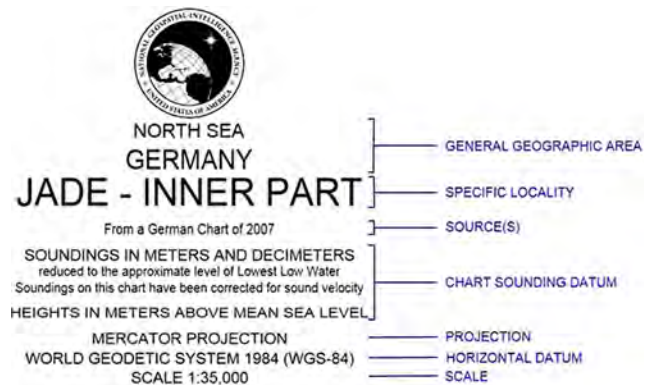 NATIONAL GEOSPATIAL-INTELLIGENCE AGENCY
UNITED STATES OF AMERICA
NORTH SEA
GERMANY
GENERAL GEOGRAPHIC AREA
JADE - INNER PART
SPECIFIC LOCALITY
From a German Chart of 2007
SOURCE(S)
SOUNDINGS IN METERS AND DECIMETERS
reduced to the approximate level of Lowest Low Water
Soundings on this chart have been corrected for sound velocity
CHART SOUNDING DATUM
HEIGHTS IN METERS ABOVE MEAN SEA LEVEL
MERCATOR PROJECTION
PROJECTION
WORLD GEODETIC SYSTEM 1984 (WGS-84)
HORIZONTAL DATUM
SCALE 1:35,000
SCALE